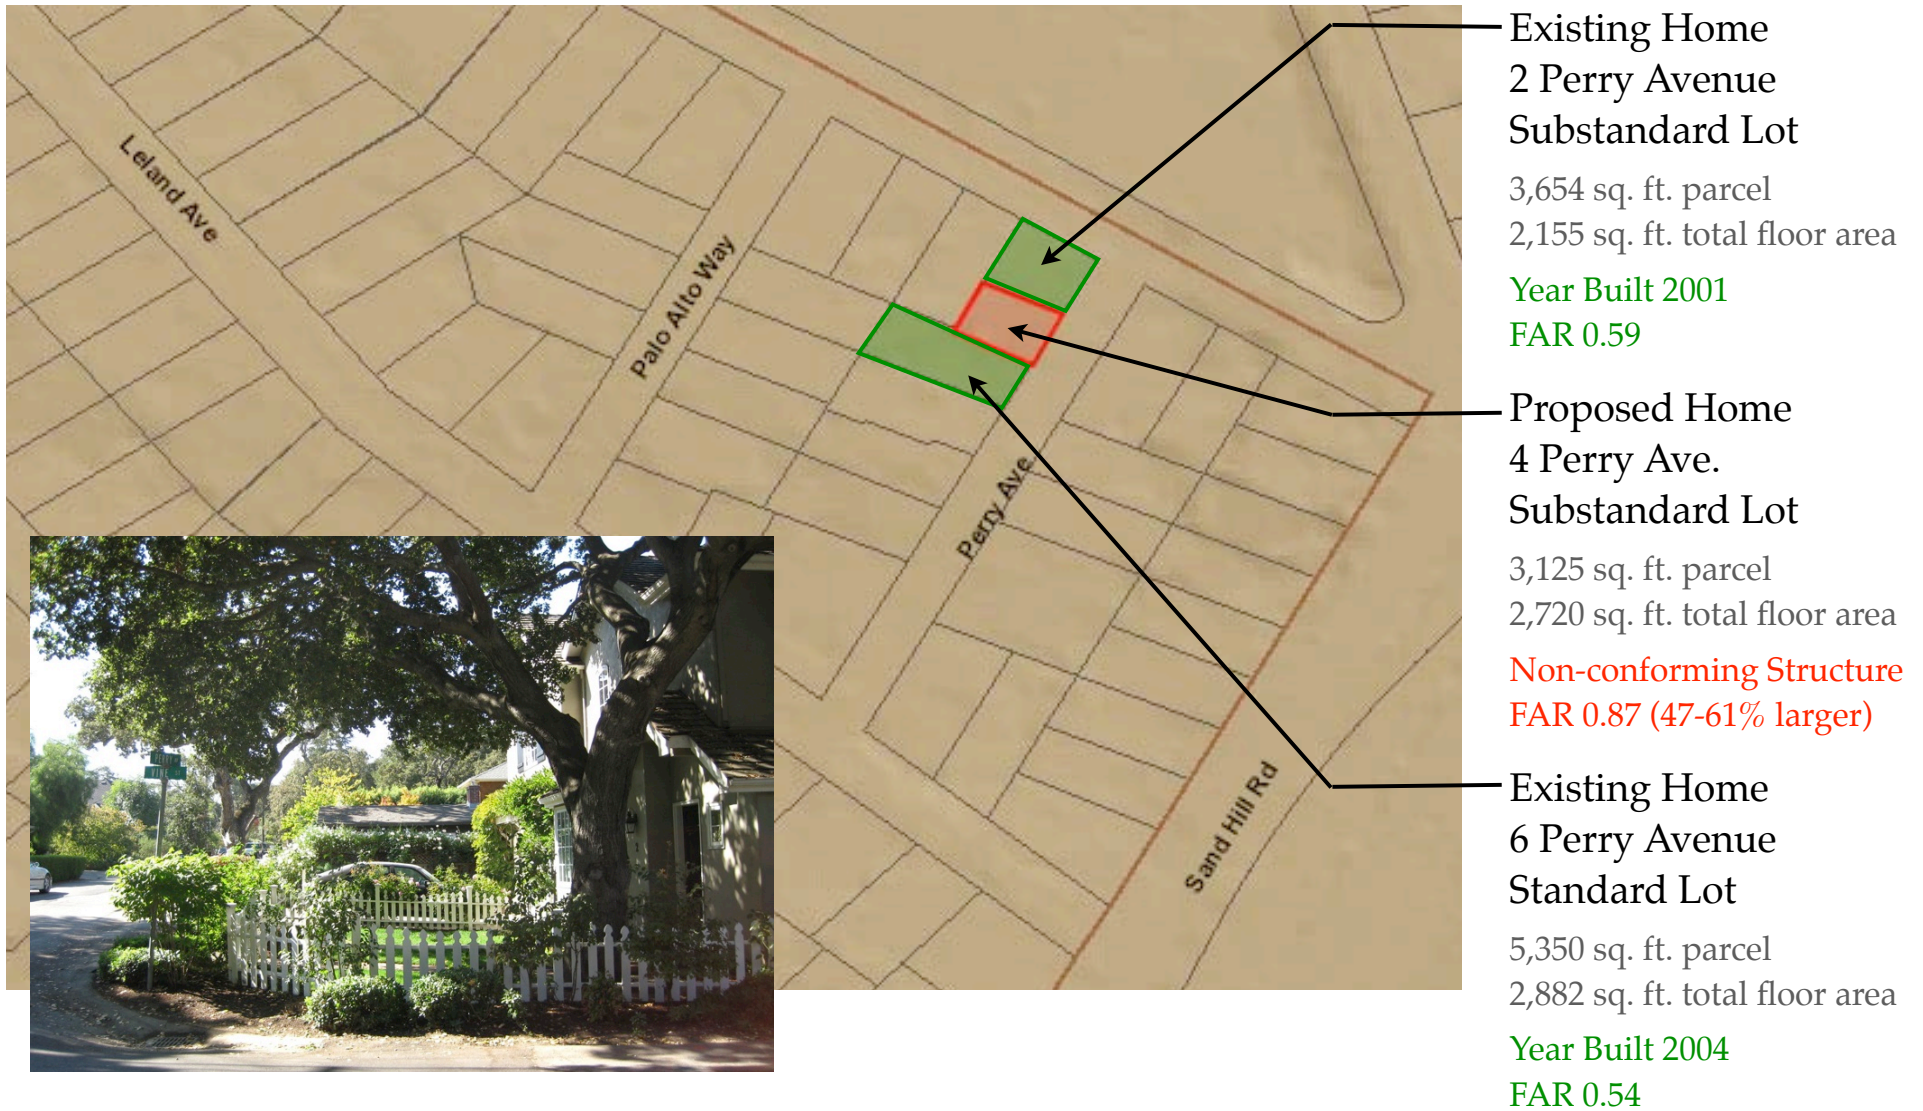 Existing Home
2 Perry Avenue
Substandard Lot
3,654 sq. ft. parcel
2,155 sq. ft. total floor area
Year Built 2001
FAR 0.59
Proposed Home
4 Perry Ave.
Substandard Lot
3,125 sq. ft. parcel
2,720 sq. ft. total floor area
Non-conforming Structure
FAR 0.87 (47-61% larger)
Existing Home
6 Perry Avenue
Standard Lot
5,350 sq. ft. parcel
2,882 sq. ft. total floor area
Year Built 2004
FAR 0.54
Leland Ave
Palo Alto Way
Perry Ave
Sand Hill Rd
PERRY
VINE